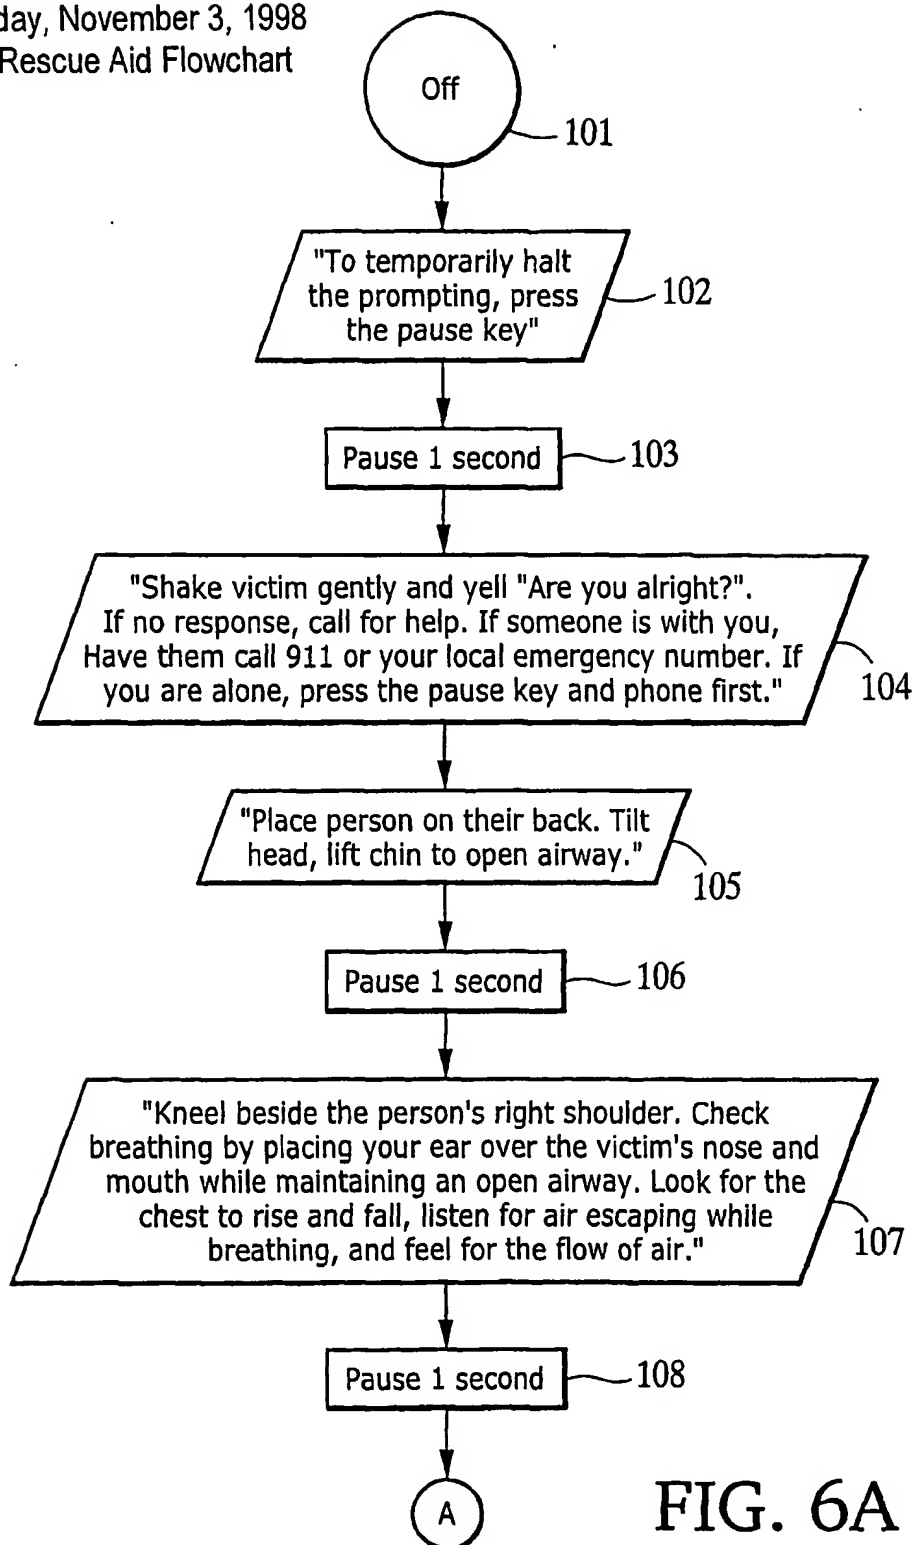 November 3, 1998
Rescue Aid Flowchart
Off
101
"To temporarily halt
the prompting, press
the pause key"
102
Pause 1 second
103
"Shake victim gently and yell "Are you alright?".
If no response, call for help. If someone is with you,
Have them call 911 or your local emergency number. If
you are alone, press the pause key and phone first."
104
"Place person on their back. Tilt
head, lift chin to open airway."
105
Pause 1 second
106
"Kneel beside the person's right shoulder. Check
breathing by placing your ear over the victim's nose and
mouth while maintaining an open airway. Look for the
chest to rise and fall, listen for air escaping while
breathing, and feel for the flow of air."
107
Pause 1 second
108
A
FIG. 6A